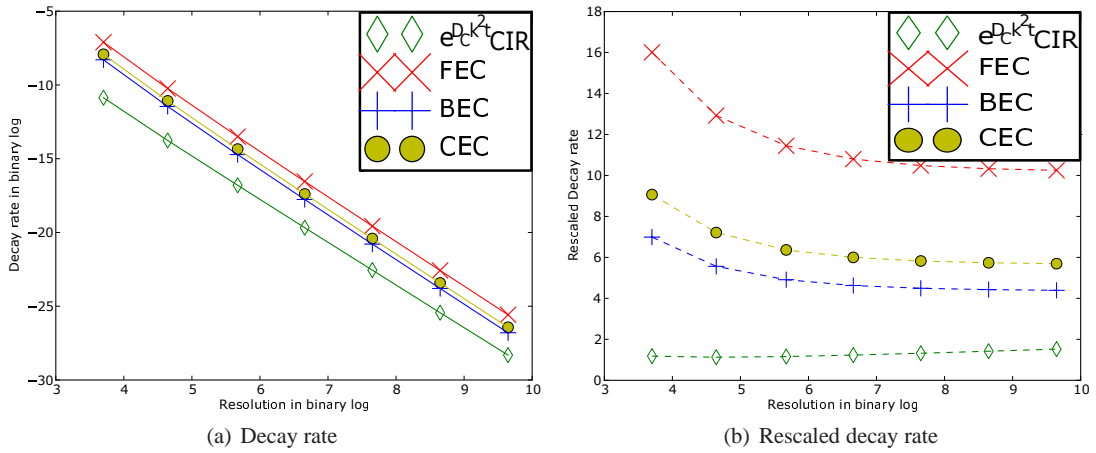 e^{D_C k^2 t} CIR
FEC
BEC
CEC
−5
−10
−15
−20
−25
−30
3 4 5 6 7 8 9 10
Decay rate in binary log
Resolution in binary log
(a) Decay rate
e^{D_C k^2 t} CIR
FEC
BEC
CEC
18
16
14
12
10
8
6
4
2
0
3 4 5 6 7 8 9 10
Rescaled Decay rate
Resolution in binary log
(b) Rescaled decay rate